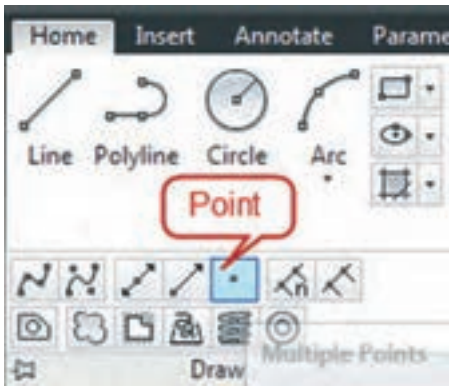 Home Insert Annotate Parame
Line Polyline Circle Arc
Point
n
Draw
Multiple Points